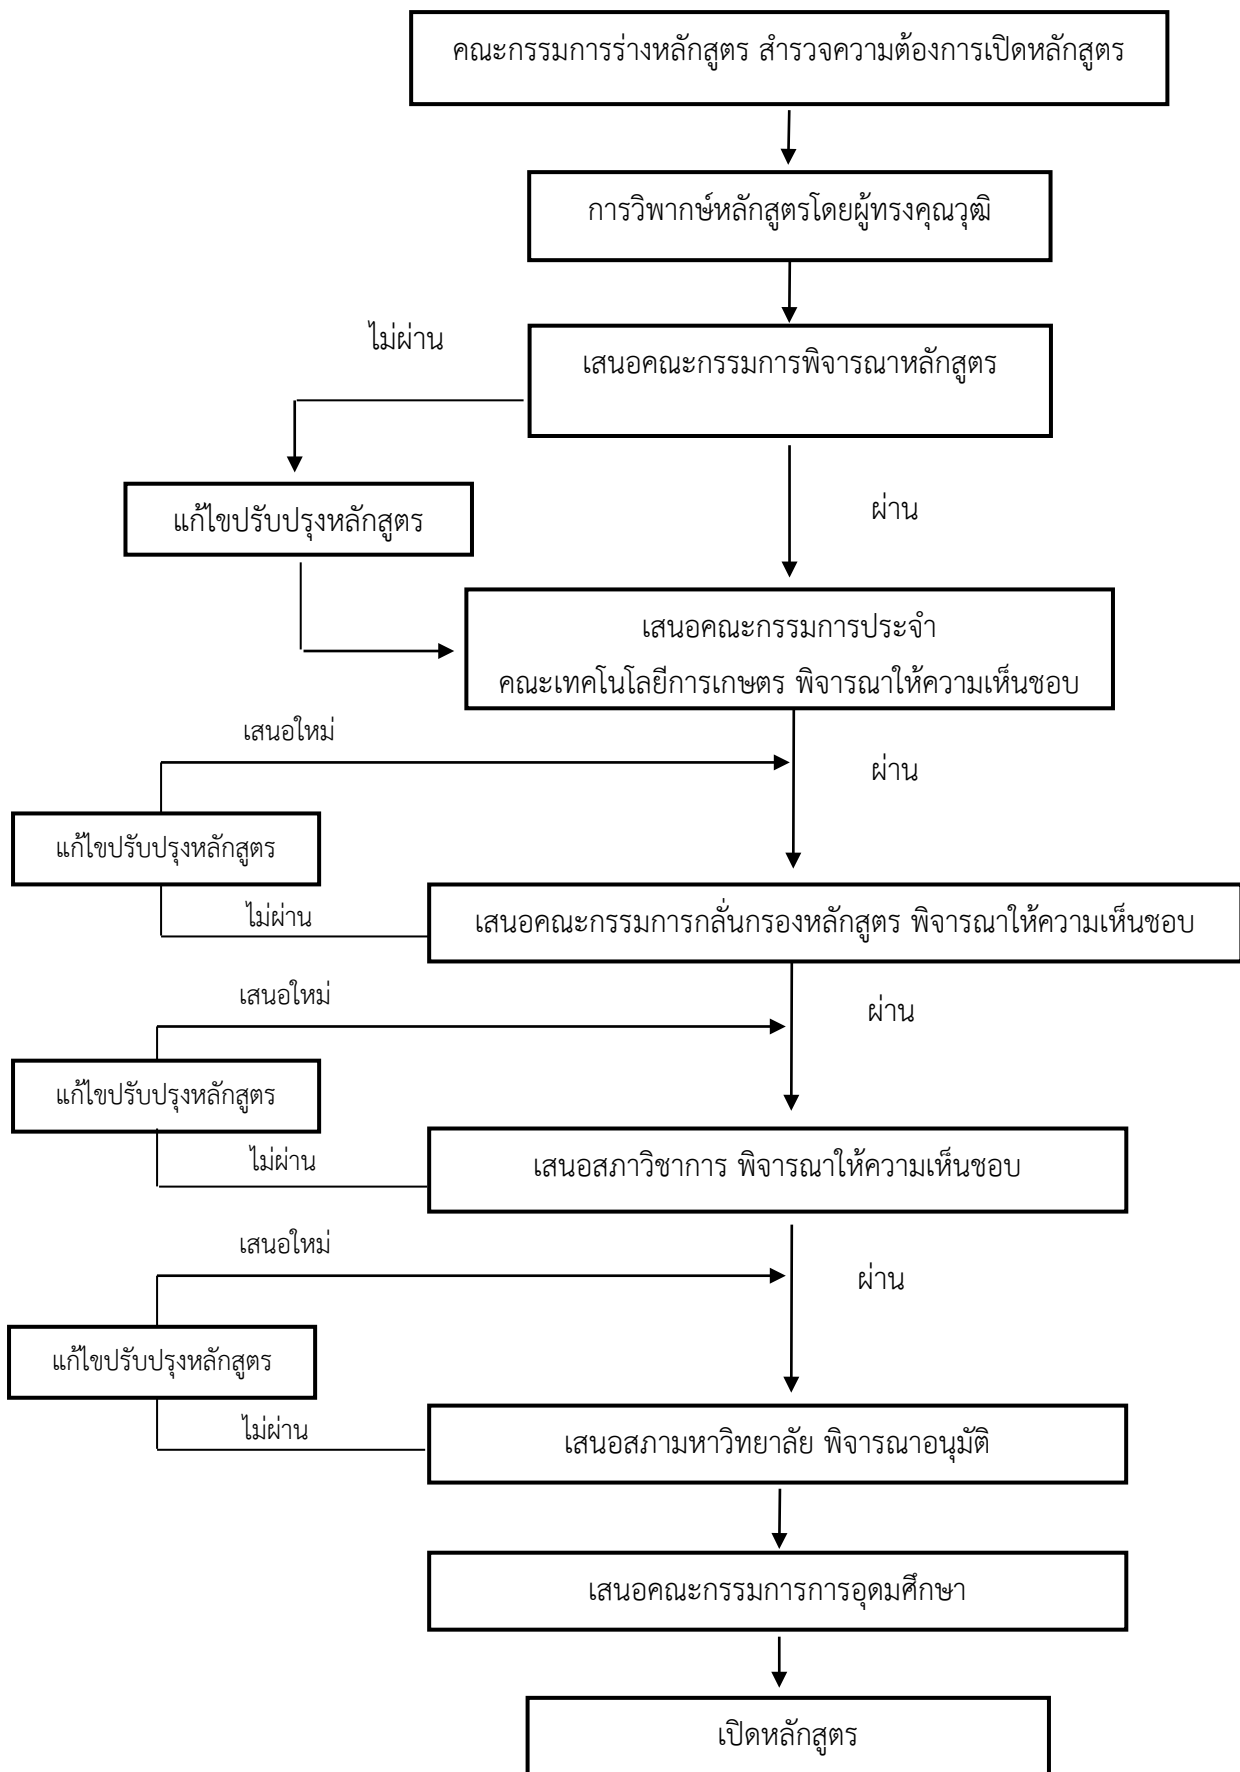 คณะกรรมการร่างหลักสูตร สำรวจความต้องการเปิดหลักสูตร
การวิพากษ์หลักสูตรโดยผู้ทรงคุณวุฒิ
ไม่ผ่าน
เสนอคณะกรรมการพิจารณาหลักสูตร
ผ่าน
แก้ไขปรับปรุงหลักสูตร
เสนอคณะกรรมการประจำ
คณะเทคโนโลยีการเกษตร พิจารณาให้ความเห็นชอบ
เสนอใหม่
ผ่าน
แก้ไขปรับปรุงหลักสูตร
ไม่ผ่าน
เสนอคณะกรรมการกลั่นกรองหลักสูตร พิจารณาให้ความเห็นชอบ
เสนอใหม่
ผ่าน
แก้ไขปรับปรุงหลักสูตร
ไม่ผ่าน
เสนอสภาวิชาการ พิจารณาให้ความเห็นชอบ
เสนอใหม่
ผ่าน
แก้ไขปรับปรุงหลักสูตร
ไม่ผ่าน
เสนอสภามหาวิทยาลัย พิจารณาอนุมัติ
เสนอคณะกรรมการการอุดมศึกษา
เปิดหลักสูตร